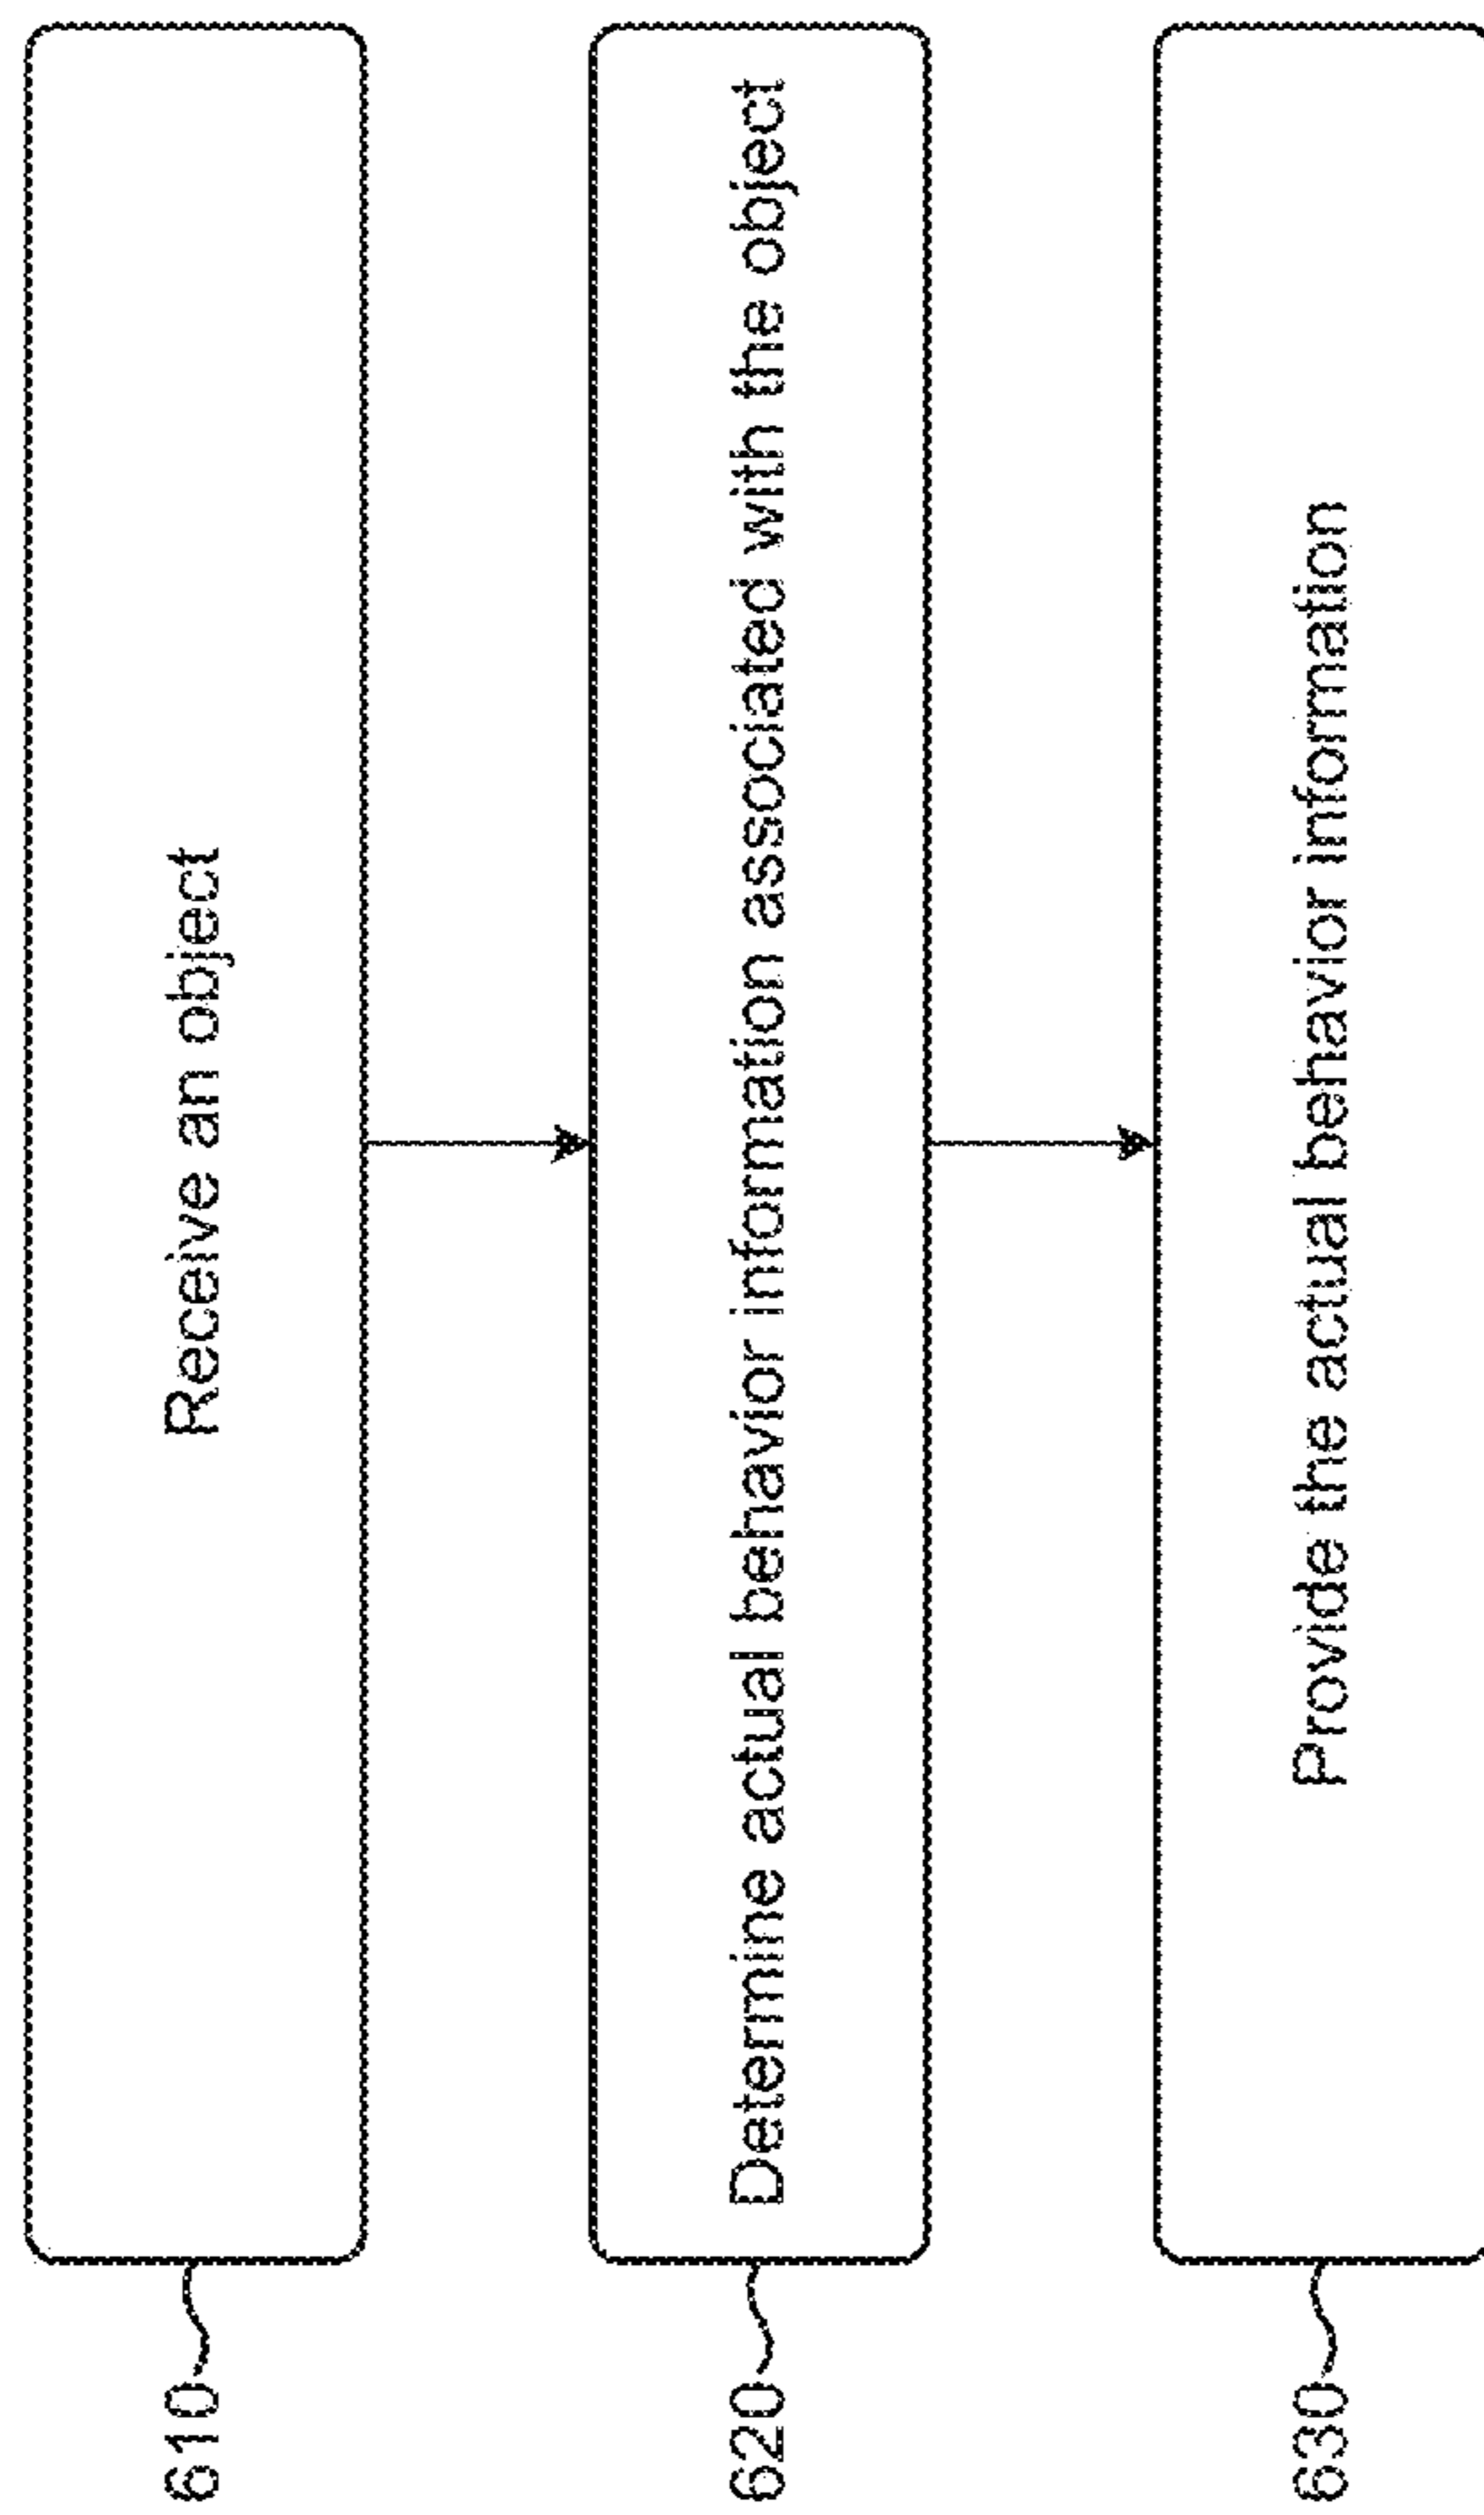 610
Receive an object
620
Determine actual behavior information associated with the object
630
Provide the actual behavior information